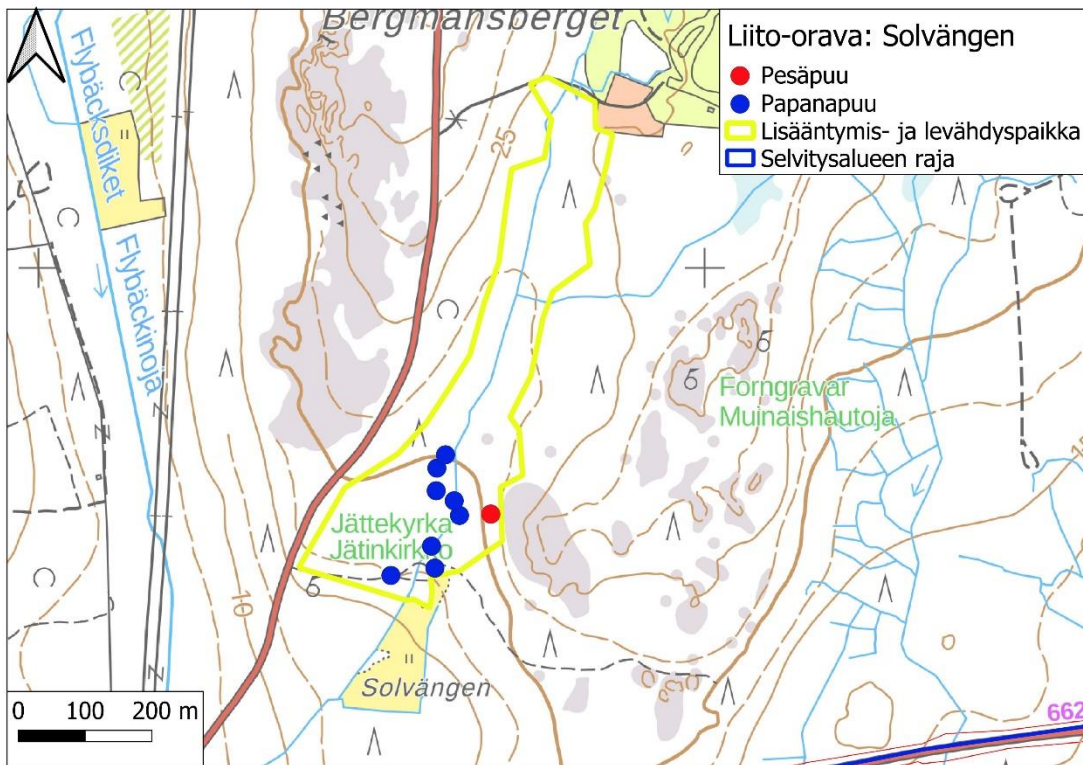 Bergmansberget
Liito-orava: Solvängen
Pesäpuu
Papanapuu
Lisääntymis- ja levähdyspaikka
Selvitysalueen raja
Flybäcksdiket
Flybäckinoja
25
Forngravar
Muinaishautoja
Jättekyrka
Jätinkirkko
10
15
Solvängen
0 100 200 m
662